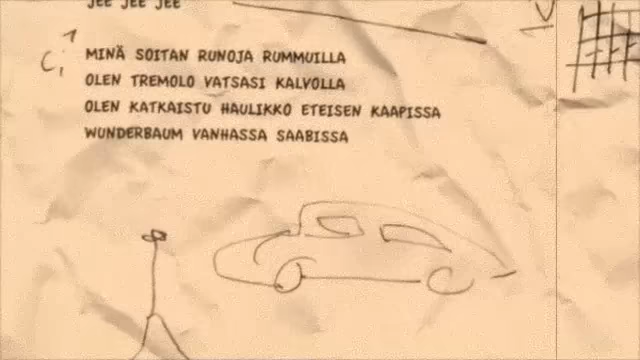 JEE JEE JEE
MINÄ SOITAN RUNOJA RUMMUILLA
OLEN TREMOLO VATSASI KALVOLLA
OLEN KATKAISTU HAULIKKO ETEISEN KAAPISSA
WUNDERBAUM VANHASSA SAABISSA